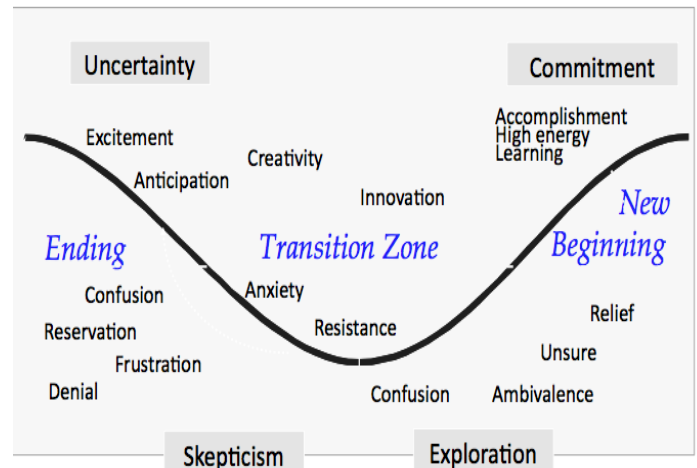 Uncertainty
Commitment
Accomplishment
High energy
Learning
Excitement
Creativity
Anticipation
Innovation
New
Beginning
Ending
Transition Zone
Confusion
Anxiety
Relief
Reservation
Resistance
Unsure
Frustration
Denial
Confusion
Ambivalence
Skepticism
Exploration